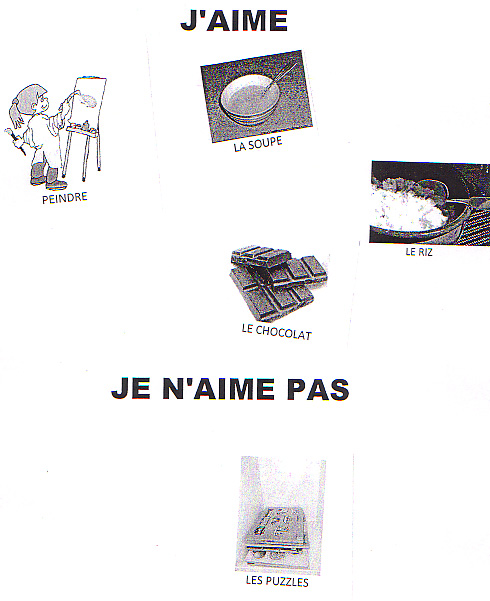 J'AIME
LA SOUPE
PEINDRE
LE RIZ
LE CHOCOLAT
JE N'AIME PAS
LES PUZZLES